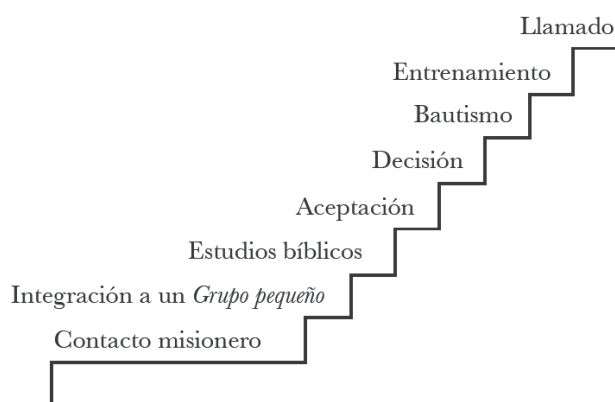 Llamado
Entrenamiento
Bautismo
Decisión
Aceptación
Estudios bíblicos
Integración a un Grupo pequeño
Contacto misionero